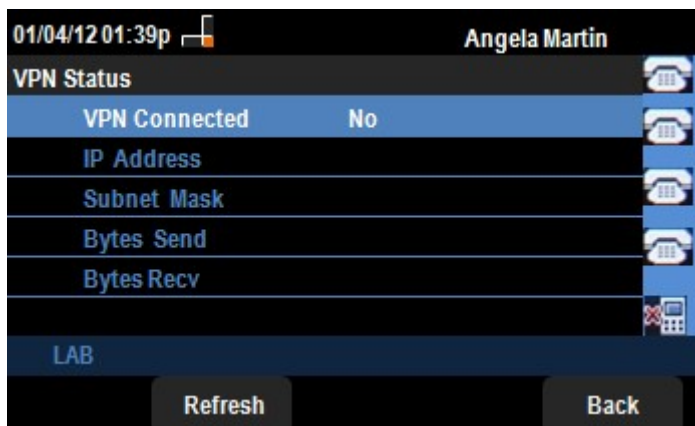 01/04/12 01:39p Angela Martin
VPN Status
VPN Connected No
IP Address
Subnet Mask
Bytes Send
Bytes Recv
LAB
Refresh Back